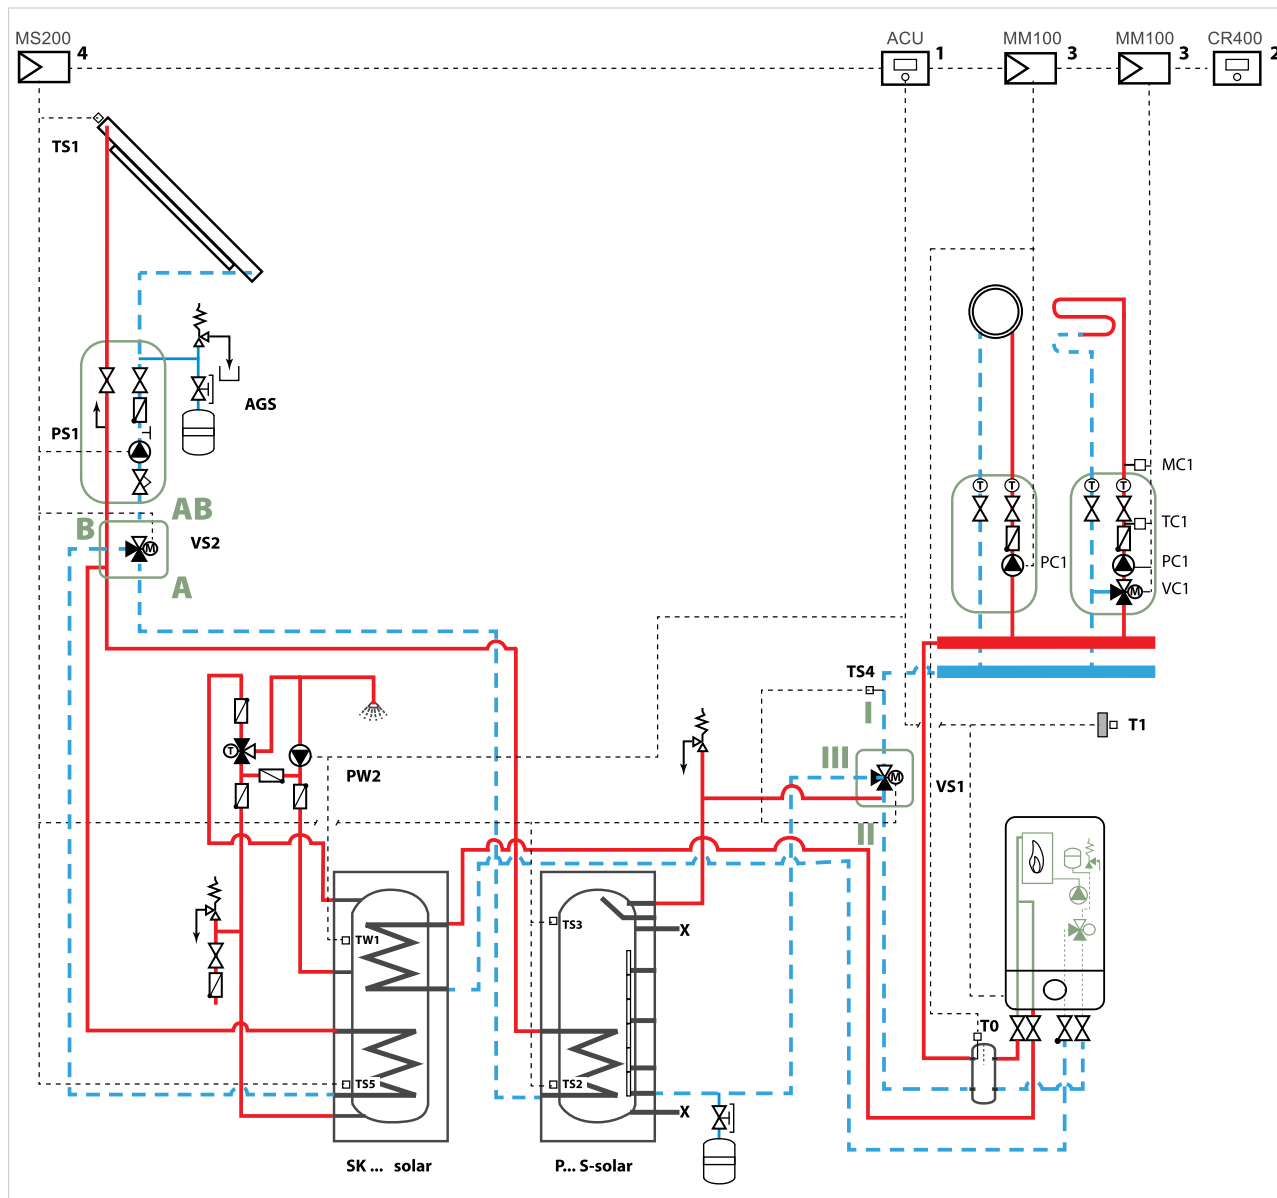 MS200 4
ACU 1
MM100 3
MM100 3
CR400 2
TS1
AGS
PS1
AB
B
VS2
A
T T
T T
MC1
TC1
PC1
PC1
VC1
M
M
TS4
I
T1
T
PW2
III
M
VS1
II
TW1
TS3
X
T0
TS5
TS2
X
SK ... solar
P... S-solar